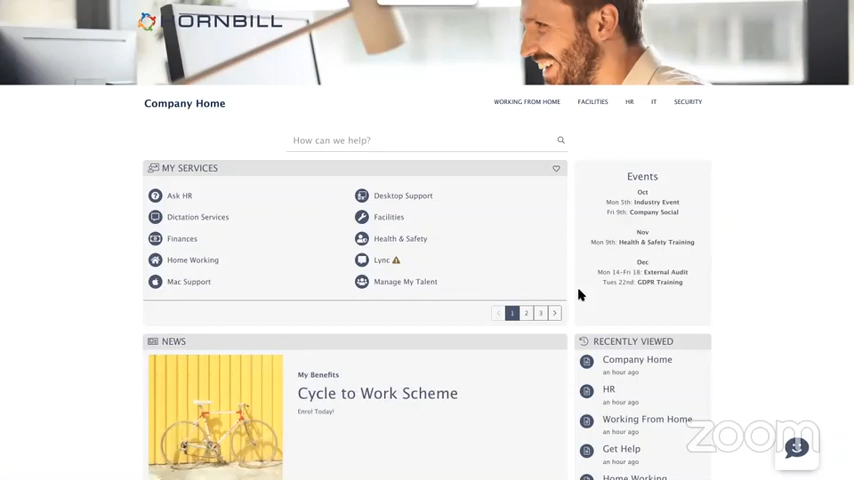 ORNBILL
Company Home
WORKING FROM HOME FACILITIES HR IT SECURITY
How can we help?
MY SERVICES
Ask HR
Desktop Support
Dictation Services
Facilities
Finances
Health & Safety
Home Working
Lync
Mac Support
Manage My Talent
1 2 3
Events
Oct
Mon 5th: Industry Event
Fri 9th: Company Social
Nov
Mon 9th: Health & Safety Training
Dec
Mon 14-Fri 18: External Audit
Tues 22nd: GDPR Training
NEWS
My Benefits
Cycle to Work Scheme
Enrol Today!
RECENTLY VIEWED
Company Home
an hour ago
HR
an hour ago
Working From Home
an hour ago
Get Help
an hour ago
Home Working
zoom